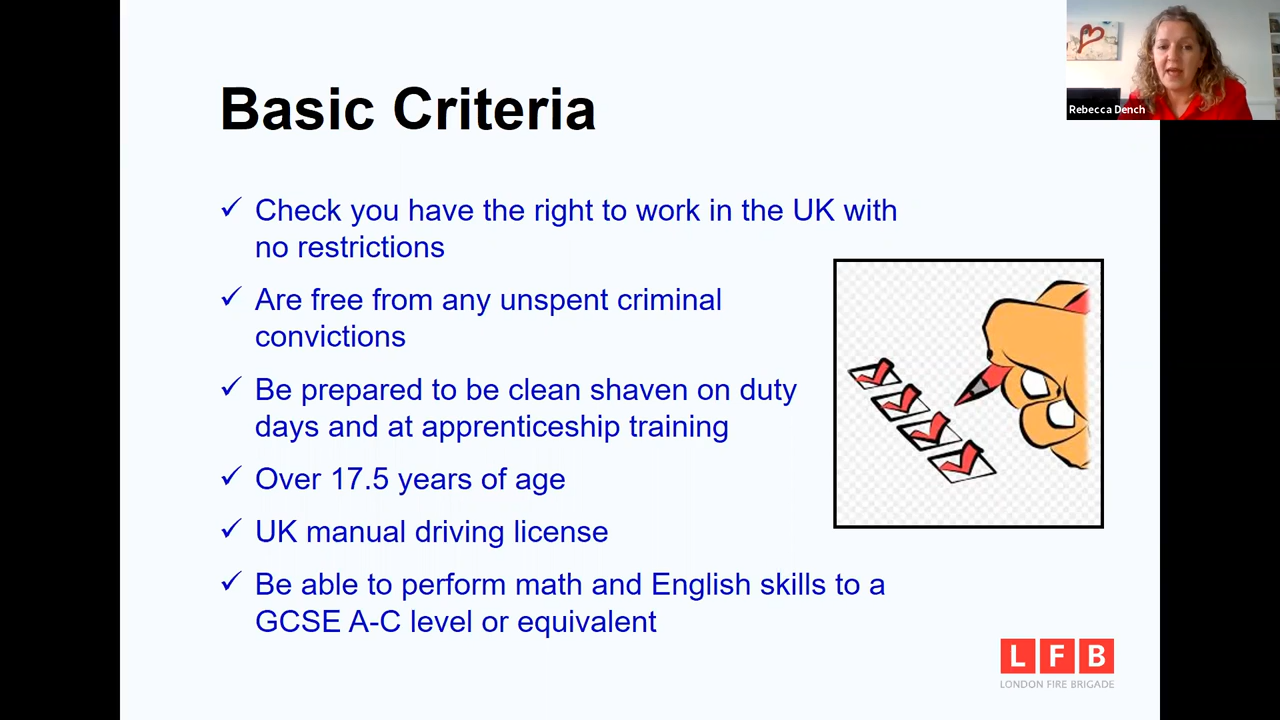 Basic Criteria
Rebecca Dench
✓ Check you have the right to work in the UK with
no restrictions
✓ Are free from any unspent criminal
convictions
✓ Be prepared to be clean shaven on duty
days and at apprenticeship training
✓ Over 17.5 years of age
✓ UK manual driving license
✓ Be able to perform math and English skills to a
GCSE A-C level or equivalent
LFB
LONDON FIRE BRIGADE